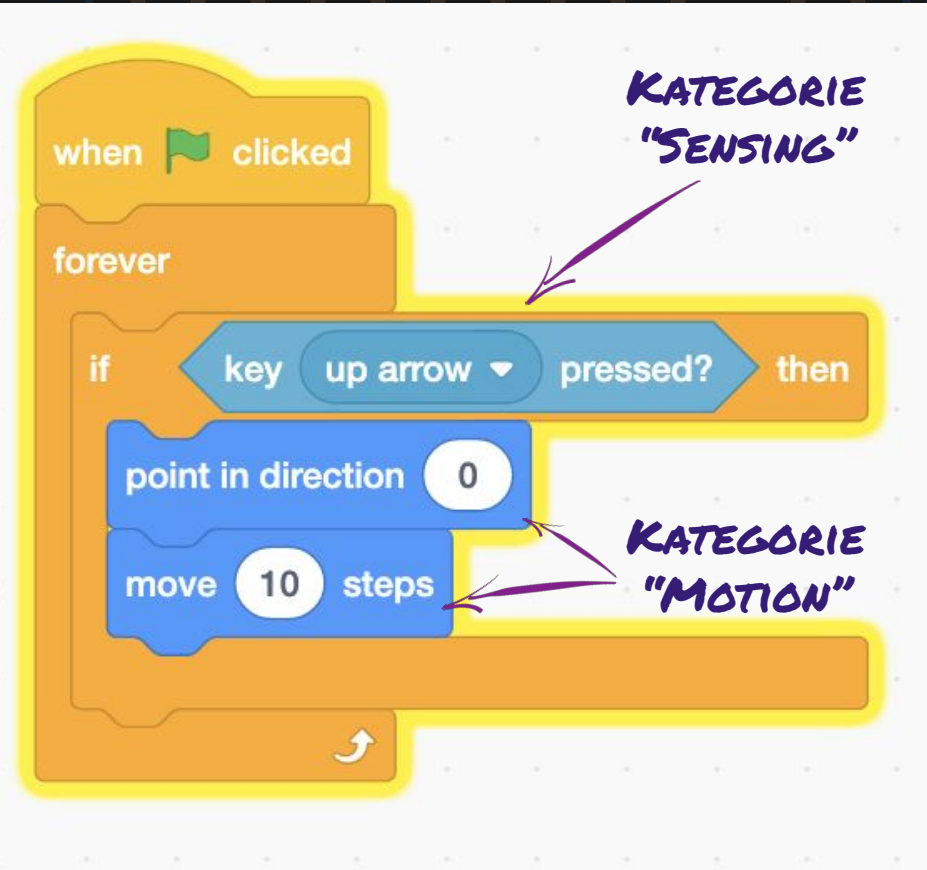 KATEGORIE
"SENSING"
when clicked
forever
if key up arrow pressed? then
point in direction 0
move 10 steps
KATEGORIE
"MOTION"